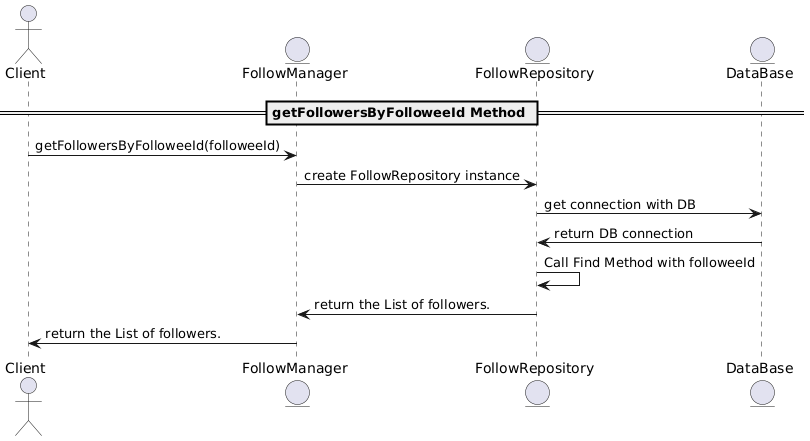 Client
FollowManager
FollowRepository
DataBase
getFollowersByFolloweeId Method
getFollowersByFolloweeId(followeeId)
create FollowRepository instance
get connection with DB
return DB connection
Call Find Method with followeeId
return the List of followers.
return the List of followers.
Client
FollowManager
FollowRepository
DataBase